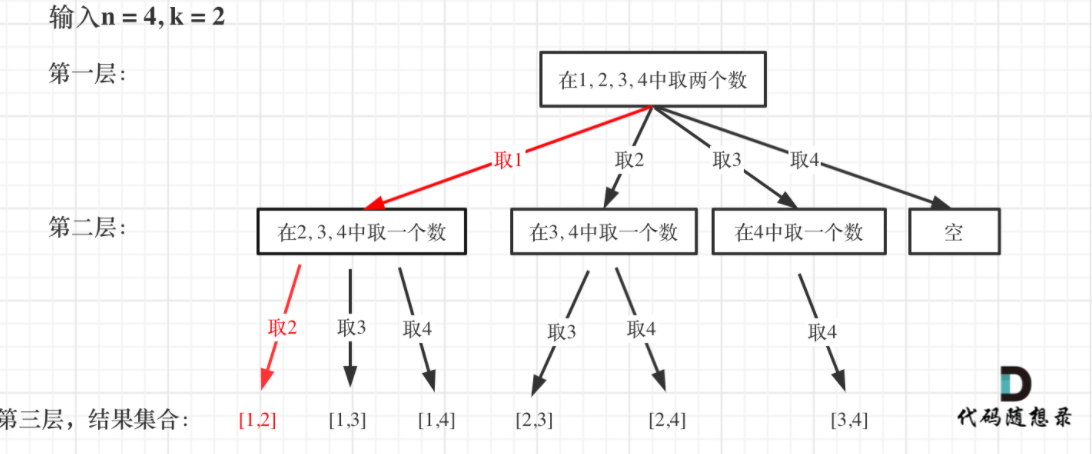 输入n = 4, k = 2
第一层：
在1, 2, 3, 4中取两个数
取1
取2
取3
取4
第二层：
在2, 3, 4中取一个数
在3, 4中取一个数
在4中取一个数
空
取2
取3
取4
取3
取4
取4
第三层，结果集合：
[1,2]
[1,3]
[1,4]
[2,3]
[2,4]
[3,4]
代码随想录